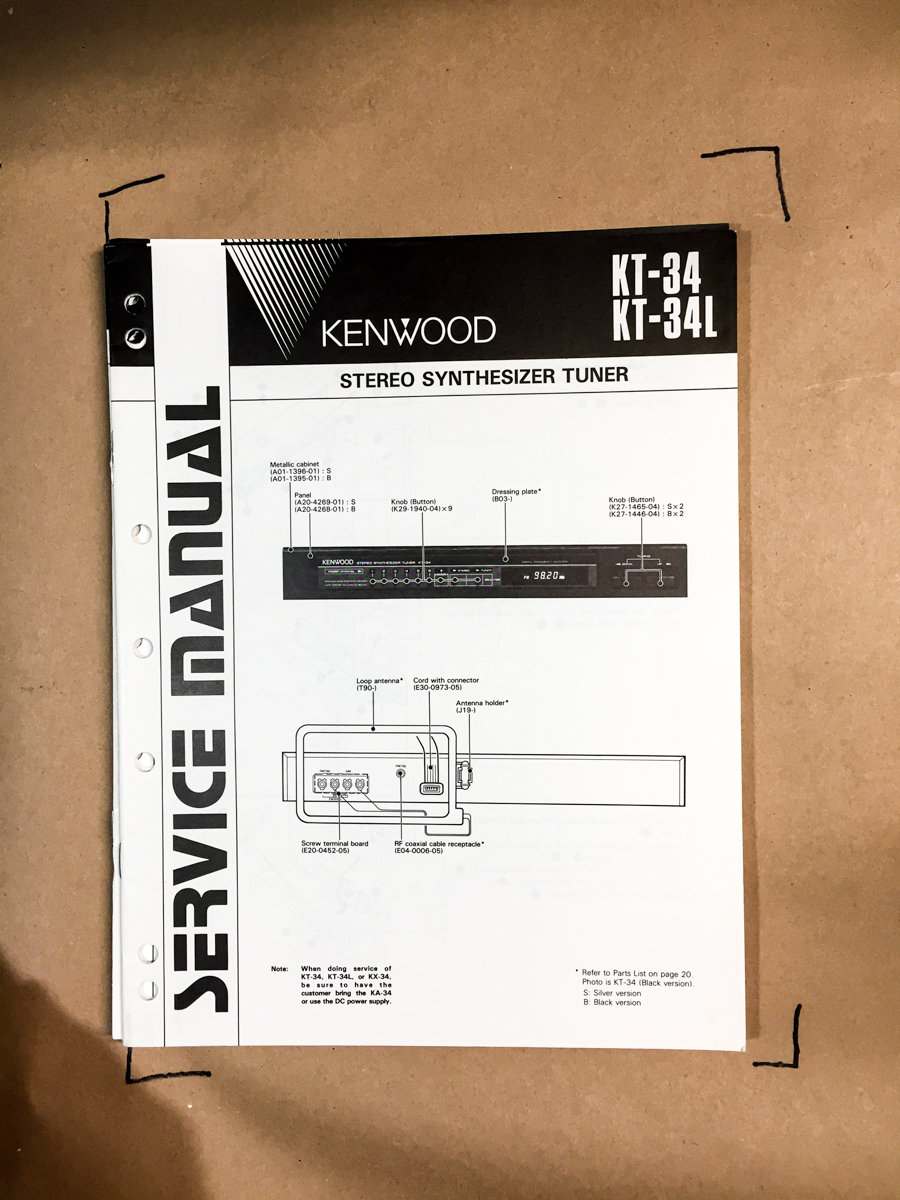 KT-34
KT-34L
KENWOOD
STEREO SYNTHESIZER TUNER
SERVICE MANUAL
Metallic cabinet
(A01-1396-01) : S
(A01-1395-01) : B
Panel
(A20-4269-01) : S
(A20-4268-01) : B
Knob (Button)
(K29-1940-04)×9
Dressing plate*
(B03-)
Knob (Button)
(K27-1465-04) : S×2
(K27-1446-04) : B×2
KENWOOD STEREO SYNTHESIZER TUNER KT-34
98.20
TUNING
Loop antenna*
(T90-)
Cord with connector
(E30-0973-05)
Antenna holder*
(J19-)
Screw terminal board
(E20-0452-05)
RF coaxial cable receptacle*
(E04-0006-05)
Note: When doing service of
KT-34, KT-34L, or KX-34,
be sure to have the
customer bring the KA-34
or use the DC power supply.
* Refer to Parts List on page 20.
Photo is KT-34 (Black version).
S: Silver version
B: Black version